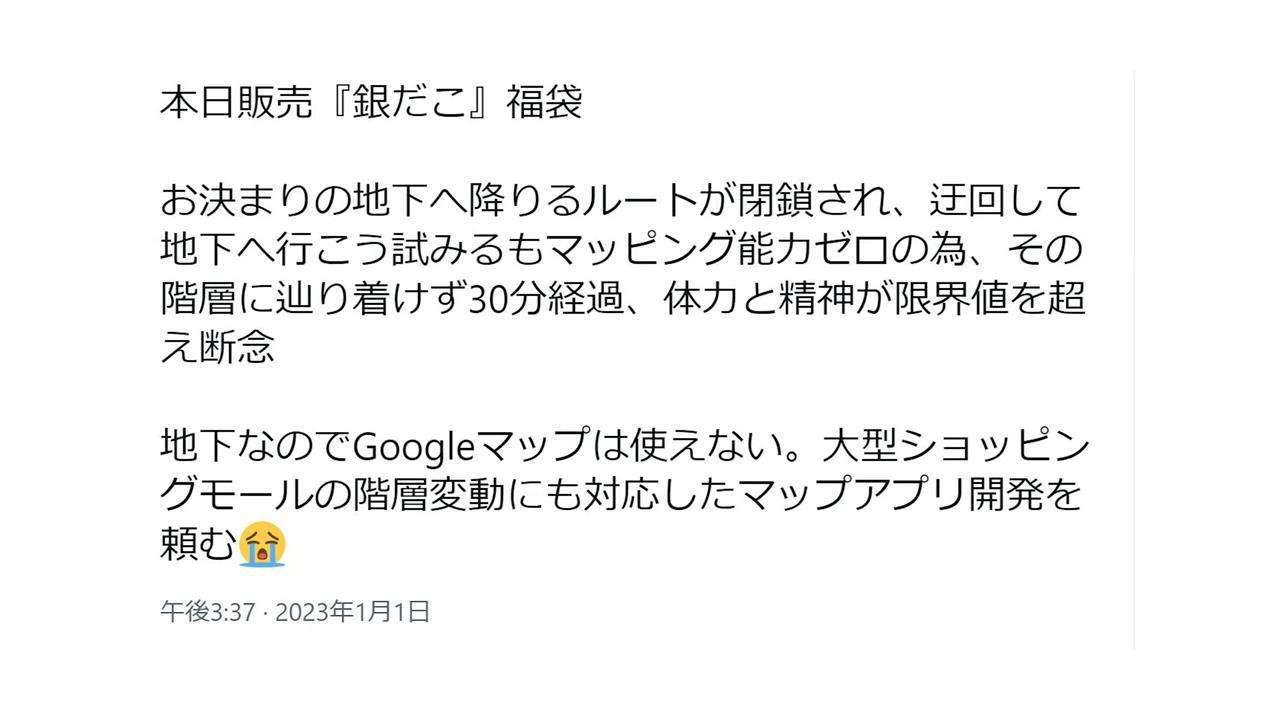 本日販売『銀だこ』福袋
お決まりの地下へ降りるルートが閉鎖され、迂回して
地下へ行こう試みるもマッピング能力ゼロの為、その
階層に辿り着けず30分経過、体力と精神が限界値を超
え断念
地下なのでGoogleマップは使えない。大型ショッピン
グモールの階層変動にも対応したマップアプリ開発を
頼む😭
午後3:37 · 2023年1月1日